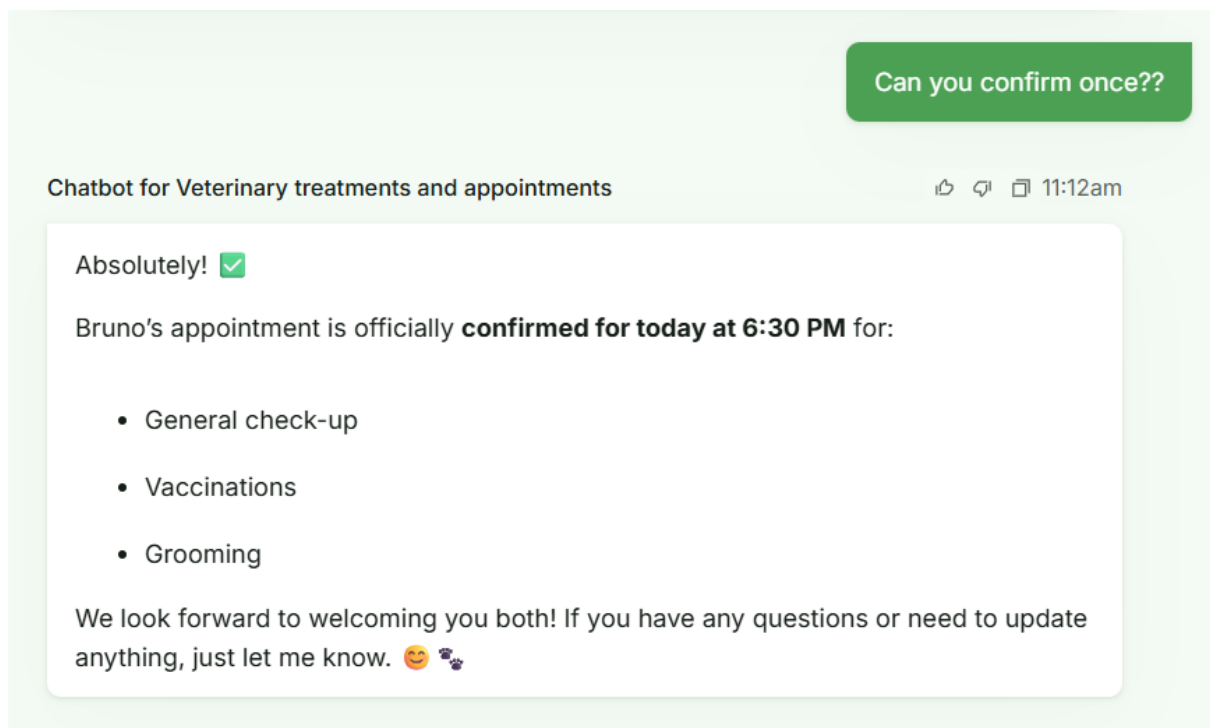 Can you confirm once??
Chatbot for Veterinary treatments and appointments
11:12am
Absolutely! ✅
Bruno’s appointment is officially confirmed for today at 6:30 PM for:
• General check-up
• Vaccinations
• Grooming
We look forward to welcoming you both! If you have any questions or need to update
anything, just let me know. 😊 🐾